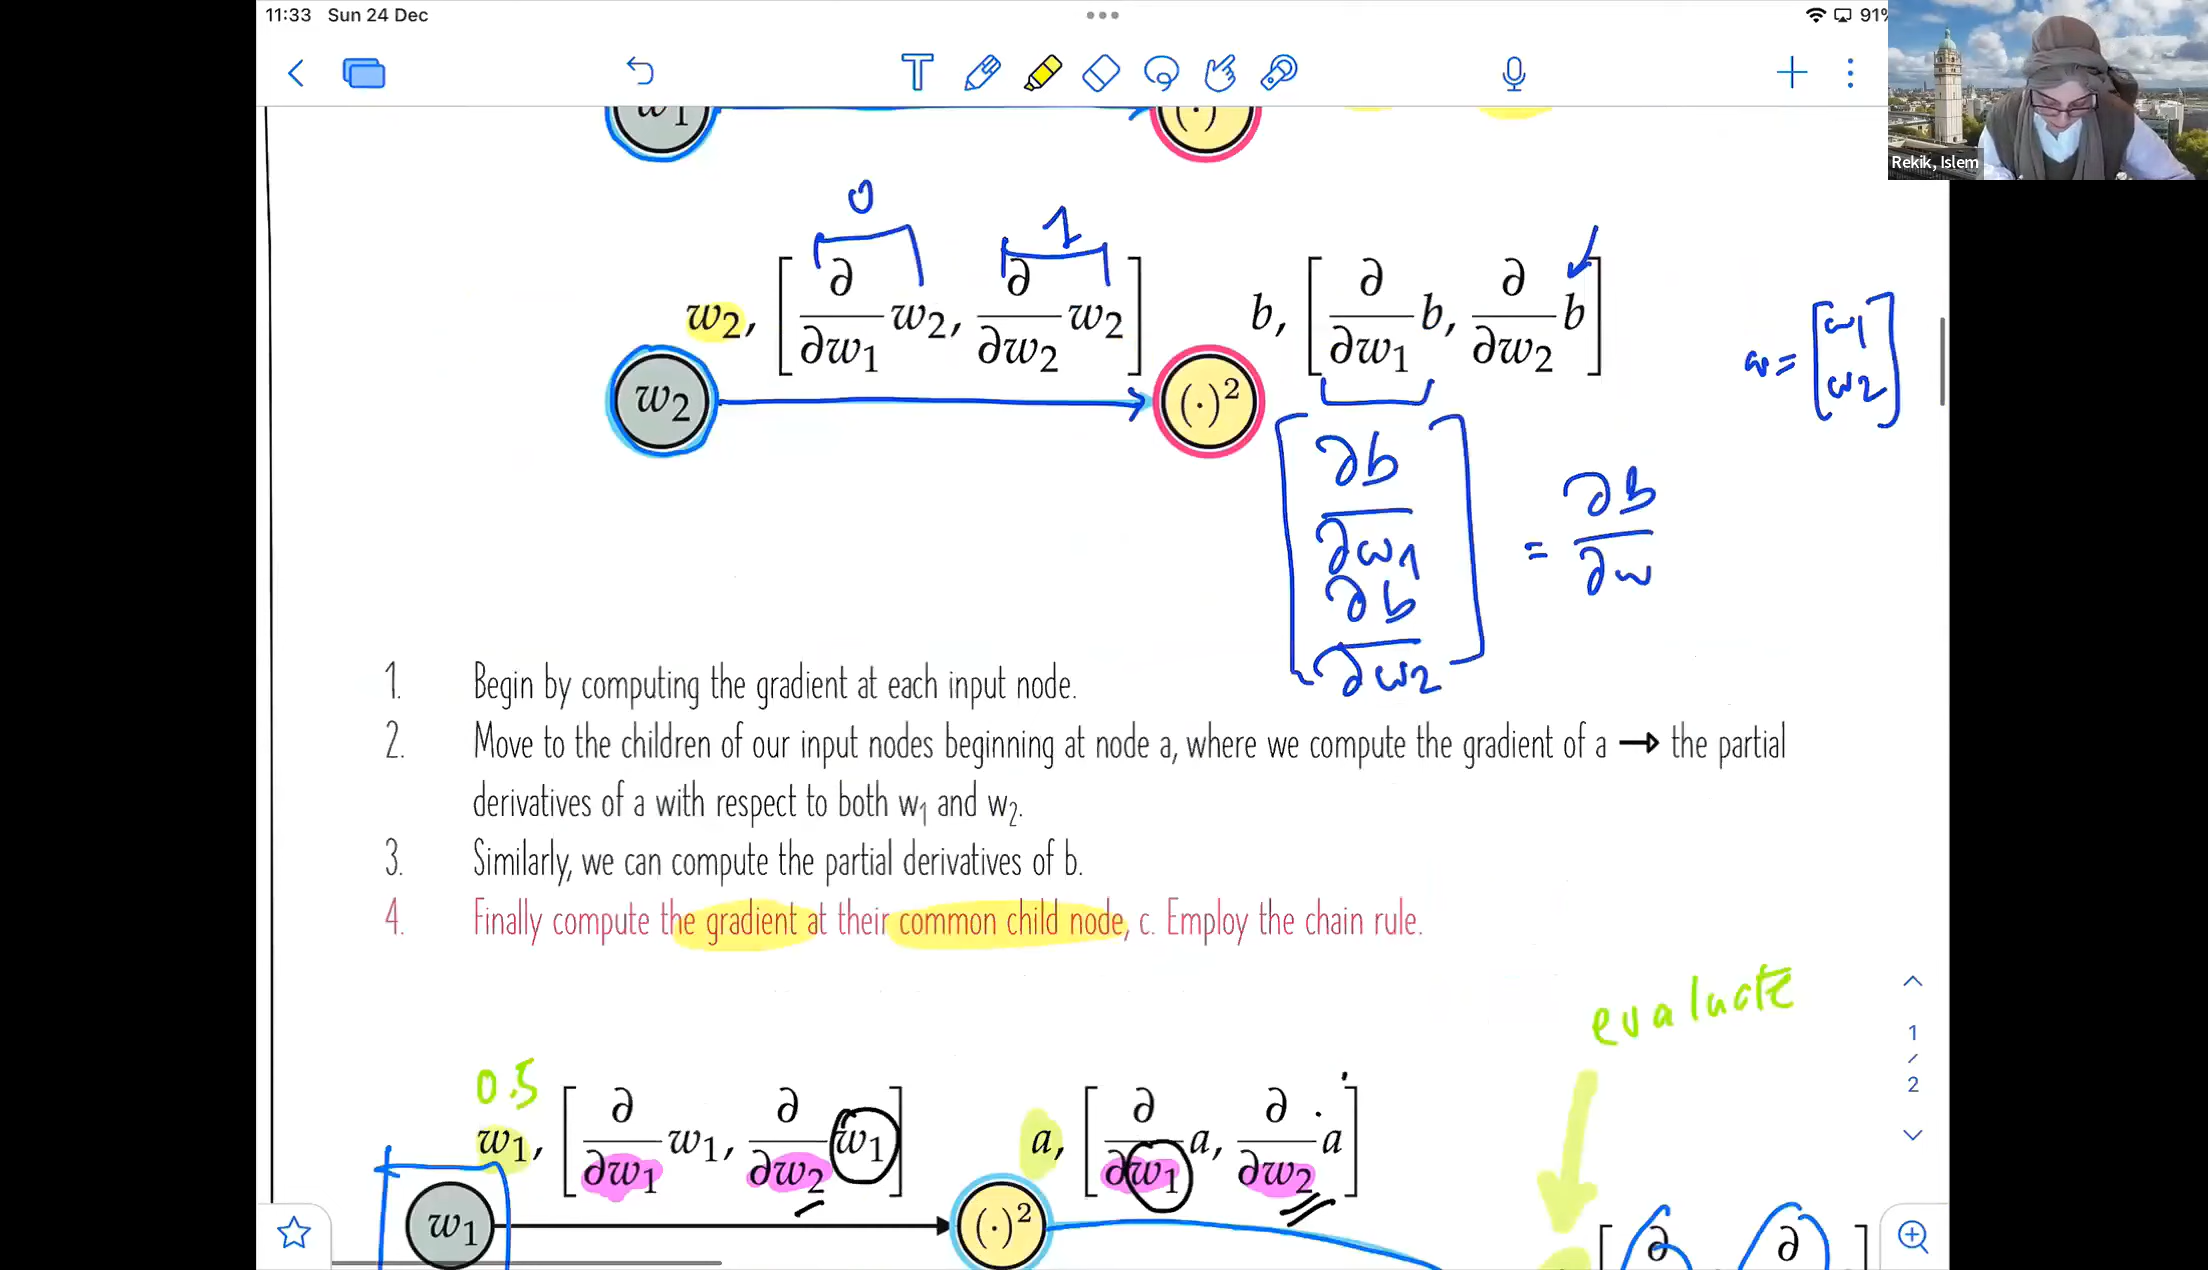 11:33 Sun 24 Dec
91%
Rekik, Islem
w1
(·)
0
1
w2, [∂/∂w1 w2, ∂/∂w2 w2]
b, [∂/∂w1 b, ∂/∂w2 b]
w = [w1 w2]
w2
(·)²
[∂b/∂w1 ∂b/∂w2] = ∂b/∂w
1. Begin by computing the gradient at each input node.
2. Move to the children of our input nodes beginning at node a, where we compute the gradient of a → the partial
derivatives of a with respect to both w1 and w2.
3. Similarly, we can compute the partial derivatives of b.
4. Finally compute the gradient at their common child node, c. Employ the chain rule.
evaluate
1
/
2
0.5
w1, [∂/∂w1 w1, ∂/∂w2 w1]
a, [∂/∂w1 a, ∂/∂w2 a]
w1
(·)²
[∂ ∂]